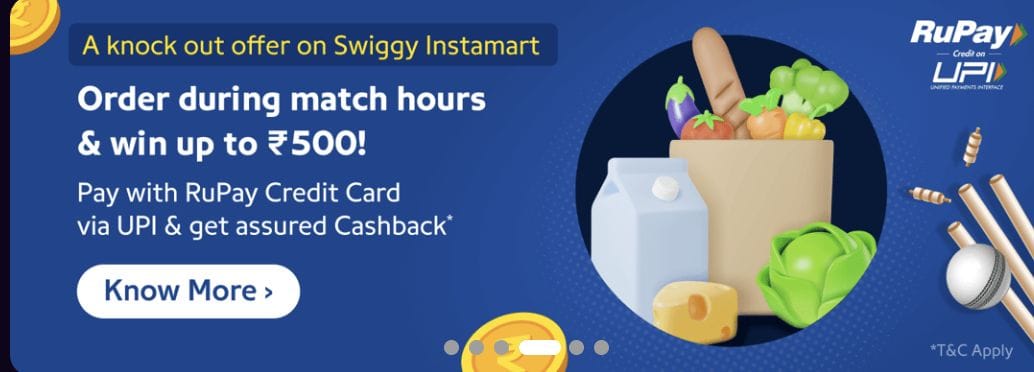 A knock out offer on Swiggy Instamart
Order during match hours
& win up to ₹500!
Pay with RuPay Credit Card
via UPI & get assured Cashback*
Know More ›
RuPay
Credit on
UPI
UNIFIED PAYMENTS INTERFACE
*T&C Apply